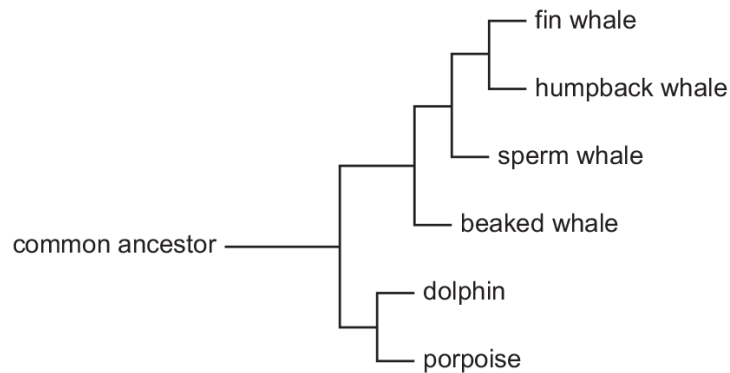 fin whale
humpback whale
sperm whale
beaked whale
common ancestor
dolphin
porpoise